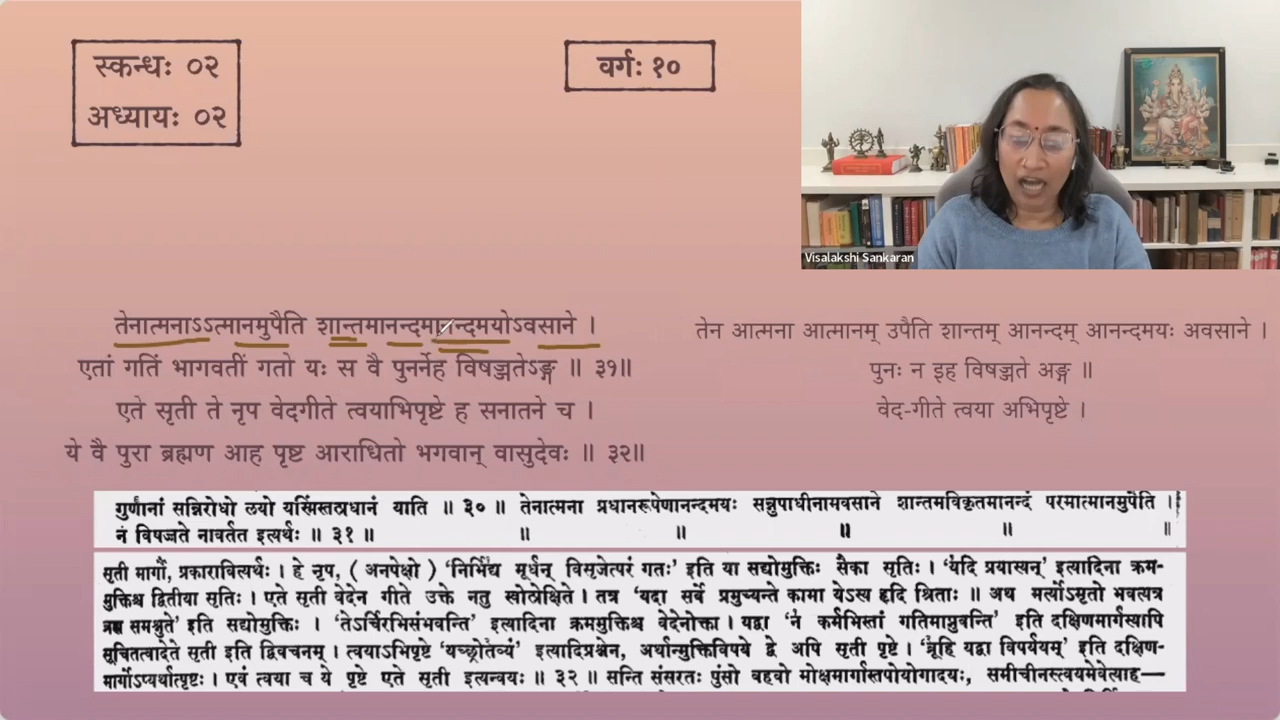 स्कन्धः ०२
अध्यायः ०२
वर्गः १०
Visalakshi Sankaran
तेनात्मनाऽऽत्मानमुपैति शान्तमानन्दमानन्दमयोऽवसाने ।
एतां गतिं भागवतीं गतो यः स वै पुनर्नेह विषज्जतेऽङ्ग ॥ ३१॥
एते सृती ते नृप वेदगीते त्वयाभिपृष्टे ह सनातने च ।
ये वै पुरा ब्रह्मण आह पृष्ट आराधितो भगवान् वासुदेवः ॥ ३२॥
तेन आत्मना आत्मानम् उपैति शान्तम् आनन्दम् आनन्दमयः अवसाने ।
पुनः न इह विषज्जते अङ्ग ॥
वेद-गीते त्वया अभिपृष्टे ।
गुणानां सन्निरोधो लयो यस्मिंस्तत्प्रधानं याति ॥ ३० ॥ तेनात्मना प्रधानरूपेणानन्दमयः सन्नुपाधीनामवसाने शान्तमविकृतमानन्दं परमात्मानमुपैति ।
नं विषज्जते नावर्तत इत्यर्थः ॥ ३१ ॥ ॥ ॥ ॥ ॥ ॥
सृती मार्गौ, प्रकारावित्यर्थः । हे नृप, ( अनपेक्षो ) 'निर्भिद्य मूर्धन् विसृजेत्परं गतः' इति या सद्योमुक्तिः सैका सृतिः । 'यदि प्रयास्यन्' इत्यादिना क्रम-
मुक्तिश्च द्वितीया सृतिः । एते सृती वेदेन गीते उक्ते नतु स्वोत्प्रेक्षिते । तत्र 'यदा सर्वे प्रमुच्यन्ते कामा येऽस्य हृदि श्रिताः ॥ अथ मर्त्योऽमृतो भवत्यत्र
ब्रह्म समश्नुते' इति सद्योमुक्तिः । 'तेऽर्चिरभिसंभवन्ति' इत्यादिना क्रममुक्तिश्च वेदेनोक्ता । यद्वा 'न कर्मभिस्तां गतिमाप्नुवन्ति' इति दक्षिणमार्गस्यापि
सूचितत्वादेते सृती इति द्विवचनम् । त्वयाऽभिपृष्टे 'यच्छ्रोतव्यं' इत्यादिप्रश्नेन, अर्थान्मुक्तिविषये द्वे अपि सृती पृष्टे । 'ब्रूहि यद्वा विपर्ययम्' इति दक्षिण-
मार्गोऽप्यर्थात्पृष्टः । एवं त्वया च ये पृष्टे एते सृती इत्यन्वयः ॥ ३२ ॥ सन्ति संसरतः पुंसो बहवो मोक्षमार्गास्तपोयोगादयः, समीचीनस्त्वयमेवेत्याह—